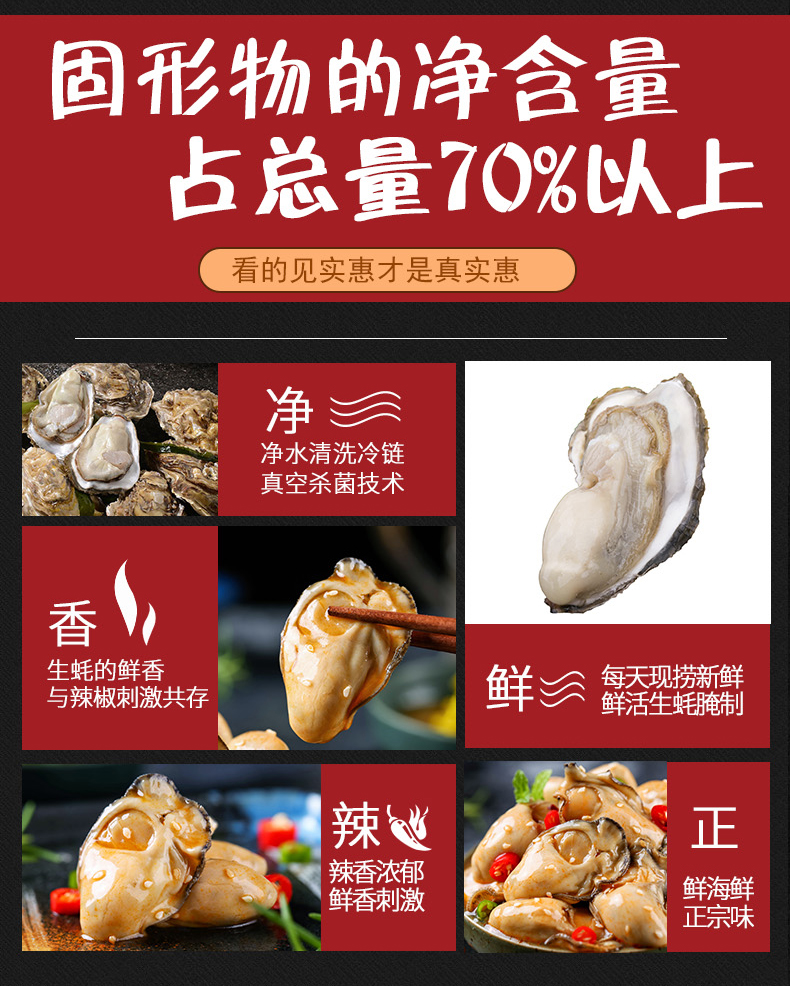 固形物的净含量
占总量70%以上
看的见实惠才是真实惠
净
净水清洗冷链
真空杀菌技术
香
生蚝的鲜香
与辣椒刺激共存
鲜
每天现捞新鲜
鲜活生蚝腌制
辣
辣香浓郁
鲜香刺激
正
鲜海鲜
正宗味